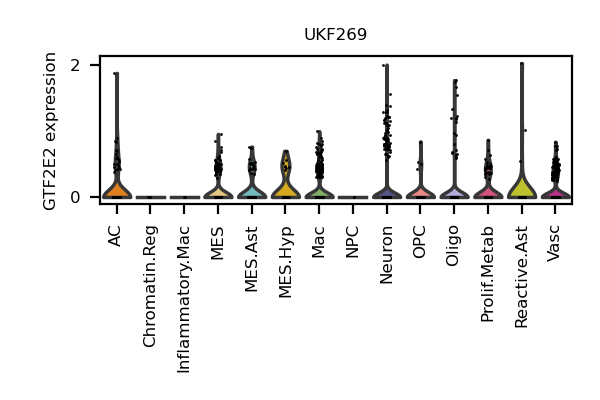 UKF269
GTF2E2 expression
2
0
AC
Chromatin.Reg
Inflammatory.Mac
MES
MES.Ast
MES.Hyp
Mac
NPC
Neuron
OPC
Oligo
Prolif.Metab
Reactive.Ast
Vasc